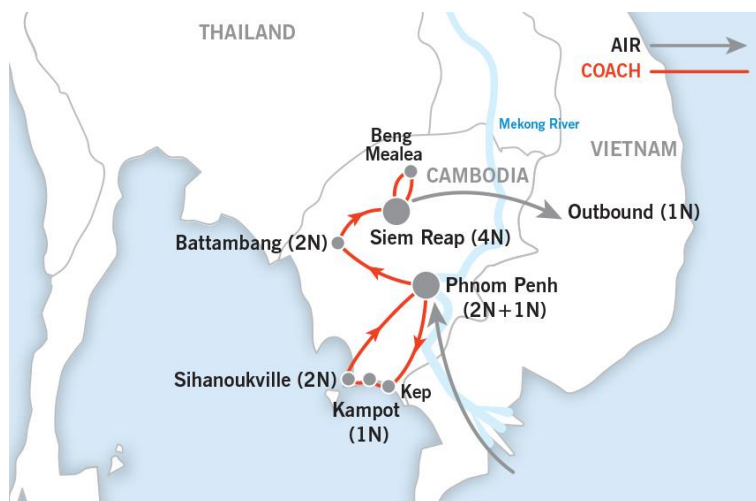 THAILAND
AIR
COACH
Mekong River
Beng
Mealea
VIETNAM
CAMBODIA
Outbound (1N)
Siem Reap (4N)
Battambang (2N)
Phnom Penh
(2N+1N)
Sihanoukville (2N)
Kep
Kampot
(1N)